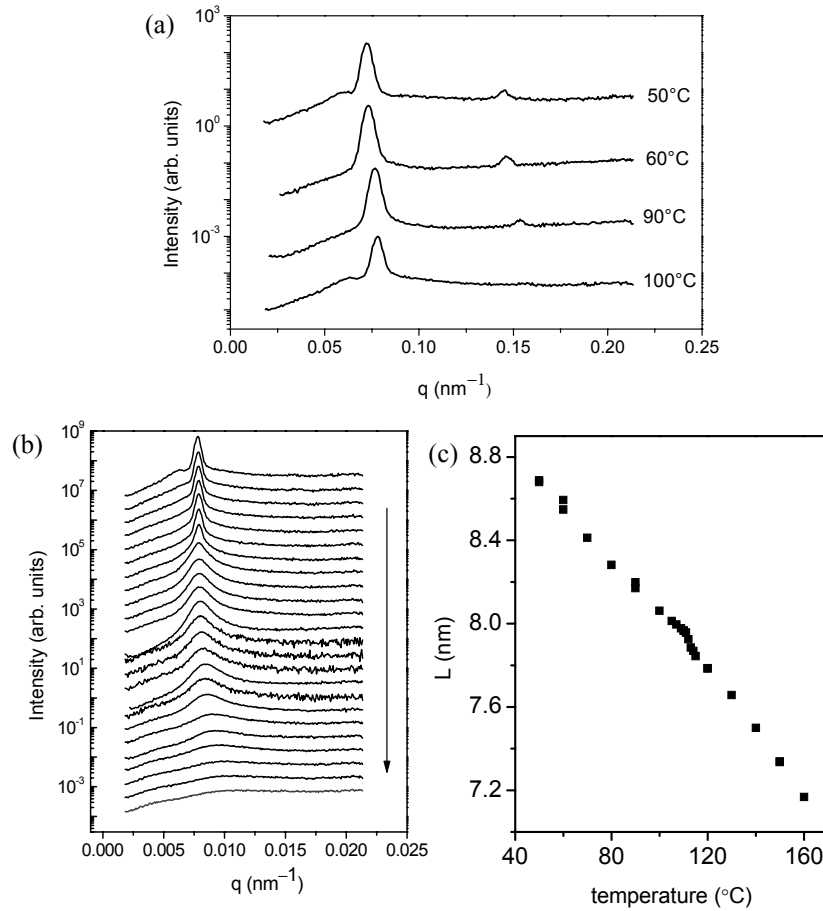 (a)
10³
10⁰
10⁻³
Intensity (arb. units)
50°C
60°C
90°C
100°C
0.00 0.05 0.10 0.15 0.20 0.25
q (nm⁻¹)
(b)
10⁹
10⁷
10⁵
10³
10¹
10⁻¹
10⁻³
Intensity (arb. units)
0.000 0.005 0.010 0.015 0.020 0.025
q (nm⁻¹)
(c)
8.8
8.4
8.0
7.6
7.2
L (nm)
40 80 120 160
temperature (°C)